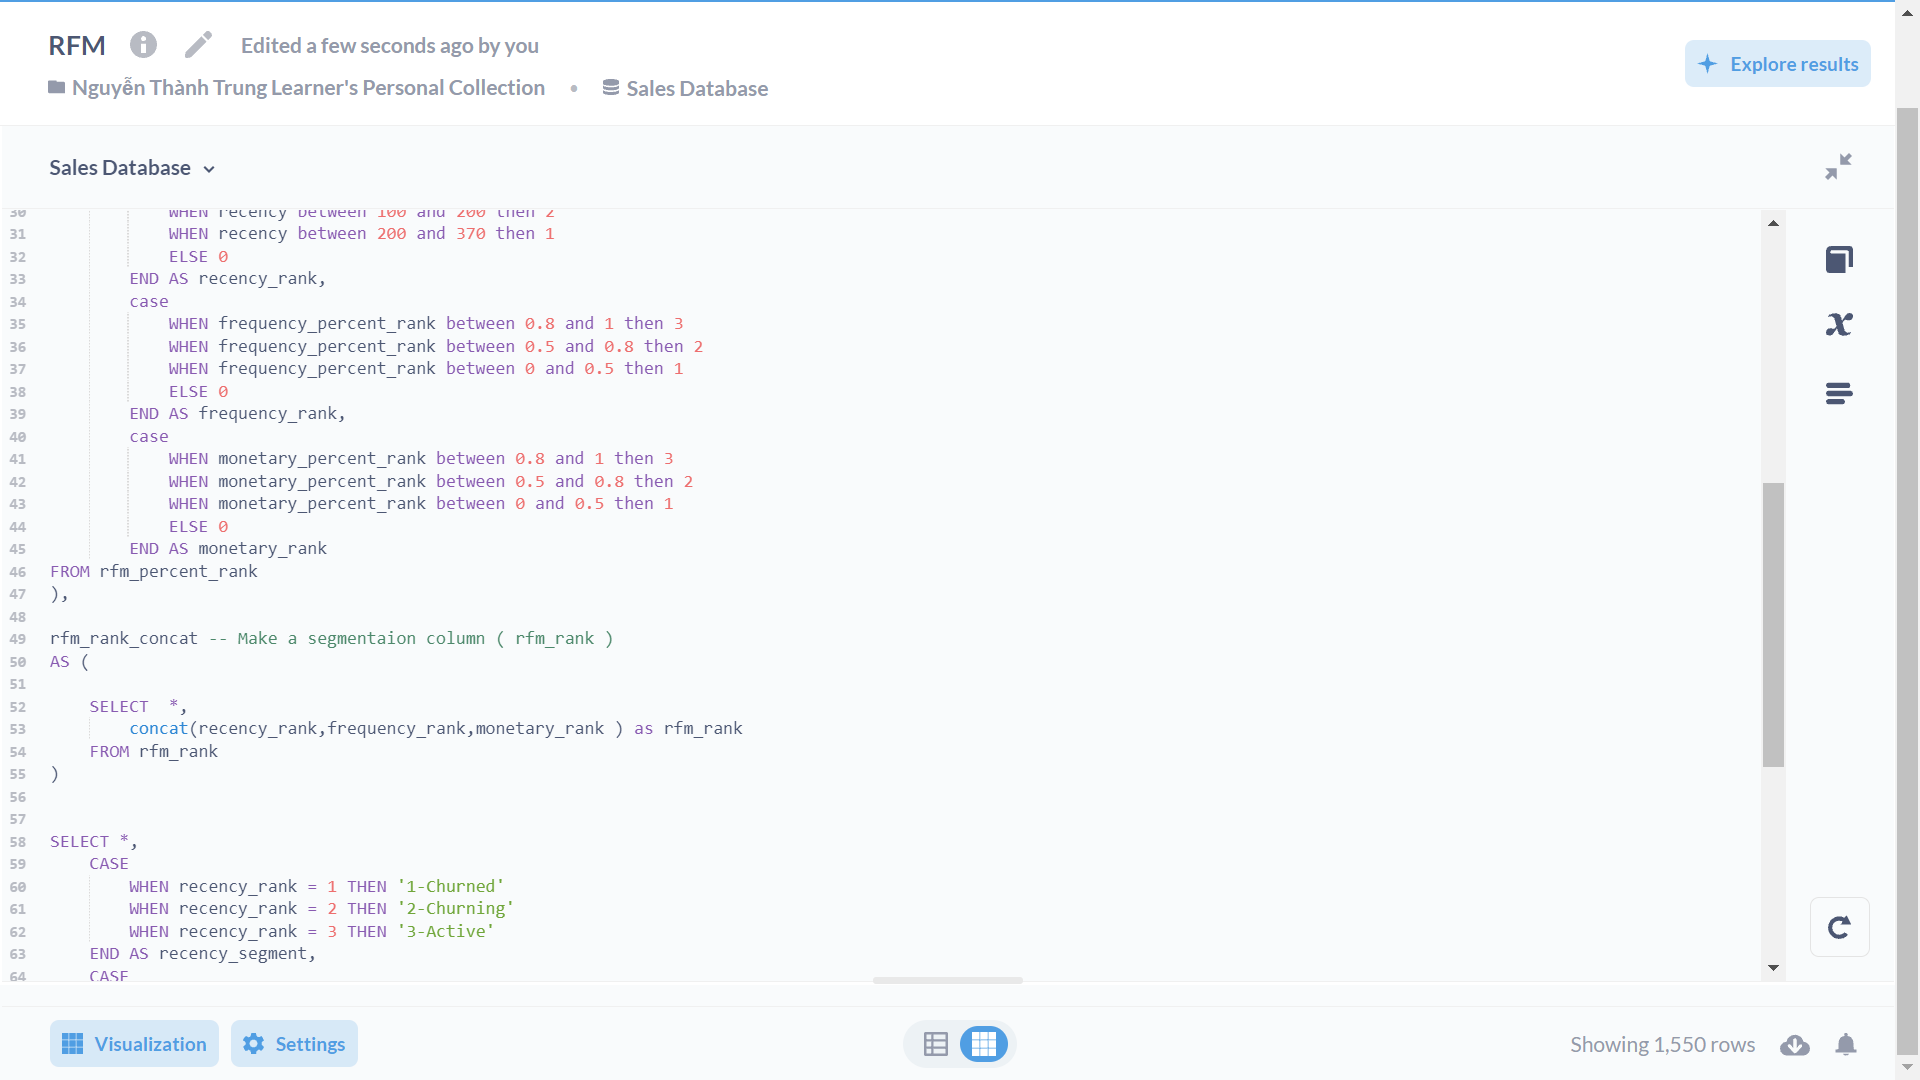 RFM
Edited a few seconds ago by you
Nguyễn Thành Trung Learner's Personal Collection • Sales Database
Explore results
Sales Database
30 WHEN recency between 100 and 200 then 2
31 WHEN recency between 200 and 370 then 1
32 ELSE 0
33 END AS recency_rank,
34 case
35 WHEN frequency_percent_rank between 0.8 and 1 then 3
36 WHEN frequency_percent_rank between 0.5 and 0.8 then 2
37 WHEN frequency_percent_rank between 0 and 0.5 then 1
38 ELSE 0
39 END AS frequency_rank,
40 case
41 WHEN monetary_percent_rank between 0.8 and 1 then 3
42 WHEN monetary_percent_rank between 0.5 and 0.8 then 2
43 WHEN monetary_percent_rank between 0 and 0.5 then 1
44 ELSE 0
45 END AS monetary_rank
46 FROM rfm_percent_rank
47 ),
48
49 rfm_rank_concat -- Make a segmentaion column ( rfm_rank )
50 AS (
51
52 SELECT  *,
53 concat(recency_rank,frequency_rank,monetary_rank ) as rfm_rank
54 FROM rfm_rank
55 )
56
57
58 SELECT *,
59 CASE
60 WHEN recency_rank = 1 THEN '1-Churned'
61 WHEN recency_rank = 2 THEN '2-Churning'
62 WHEN recency_rank = 3 THEN '3-Active'
63 END AS recency_segment,
64 CASE
Visualization
Settings
Showing 1,550 rows